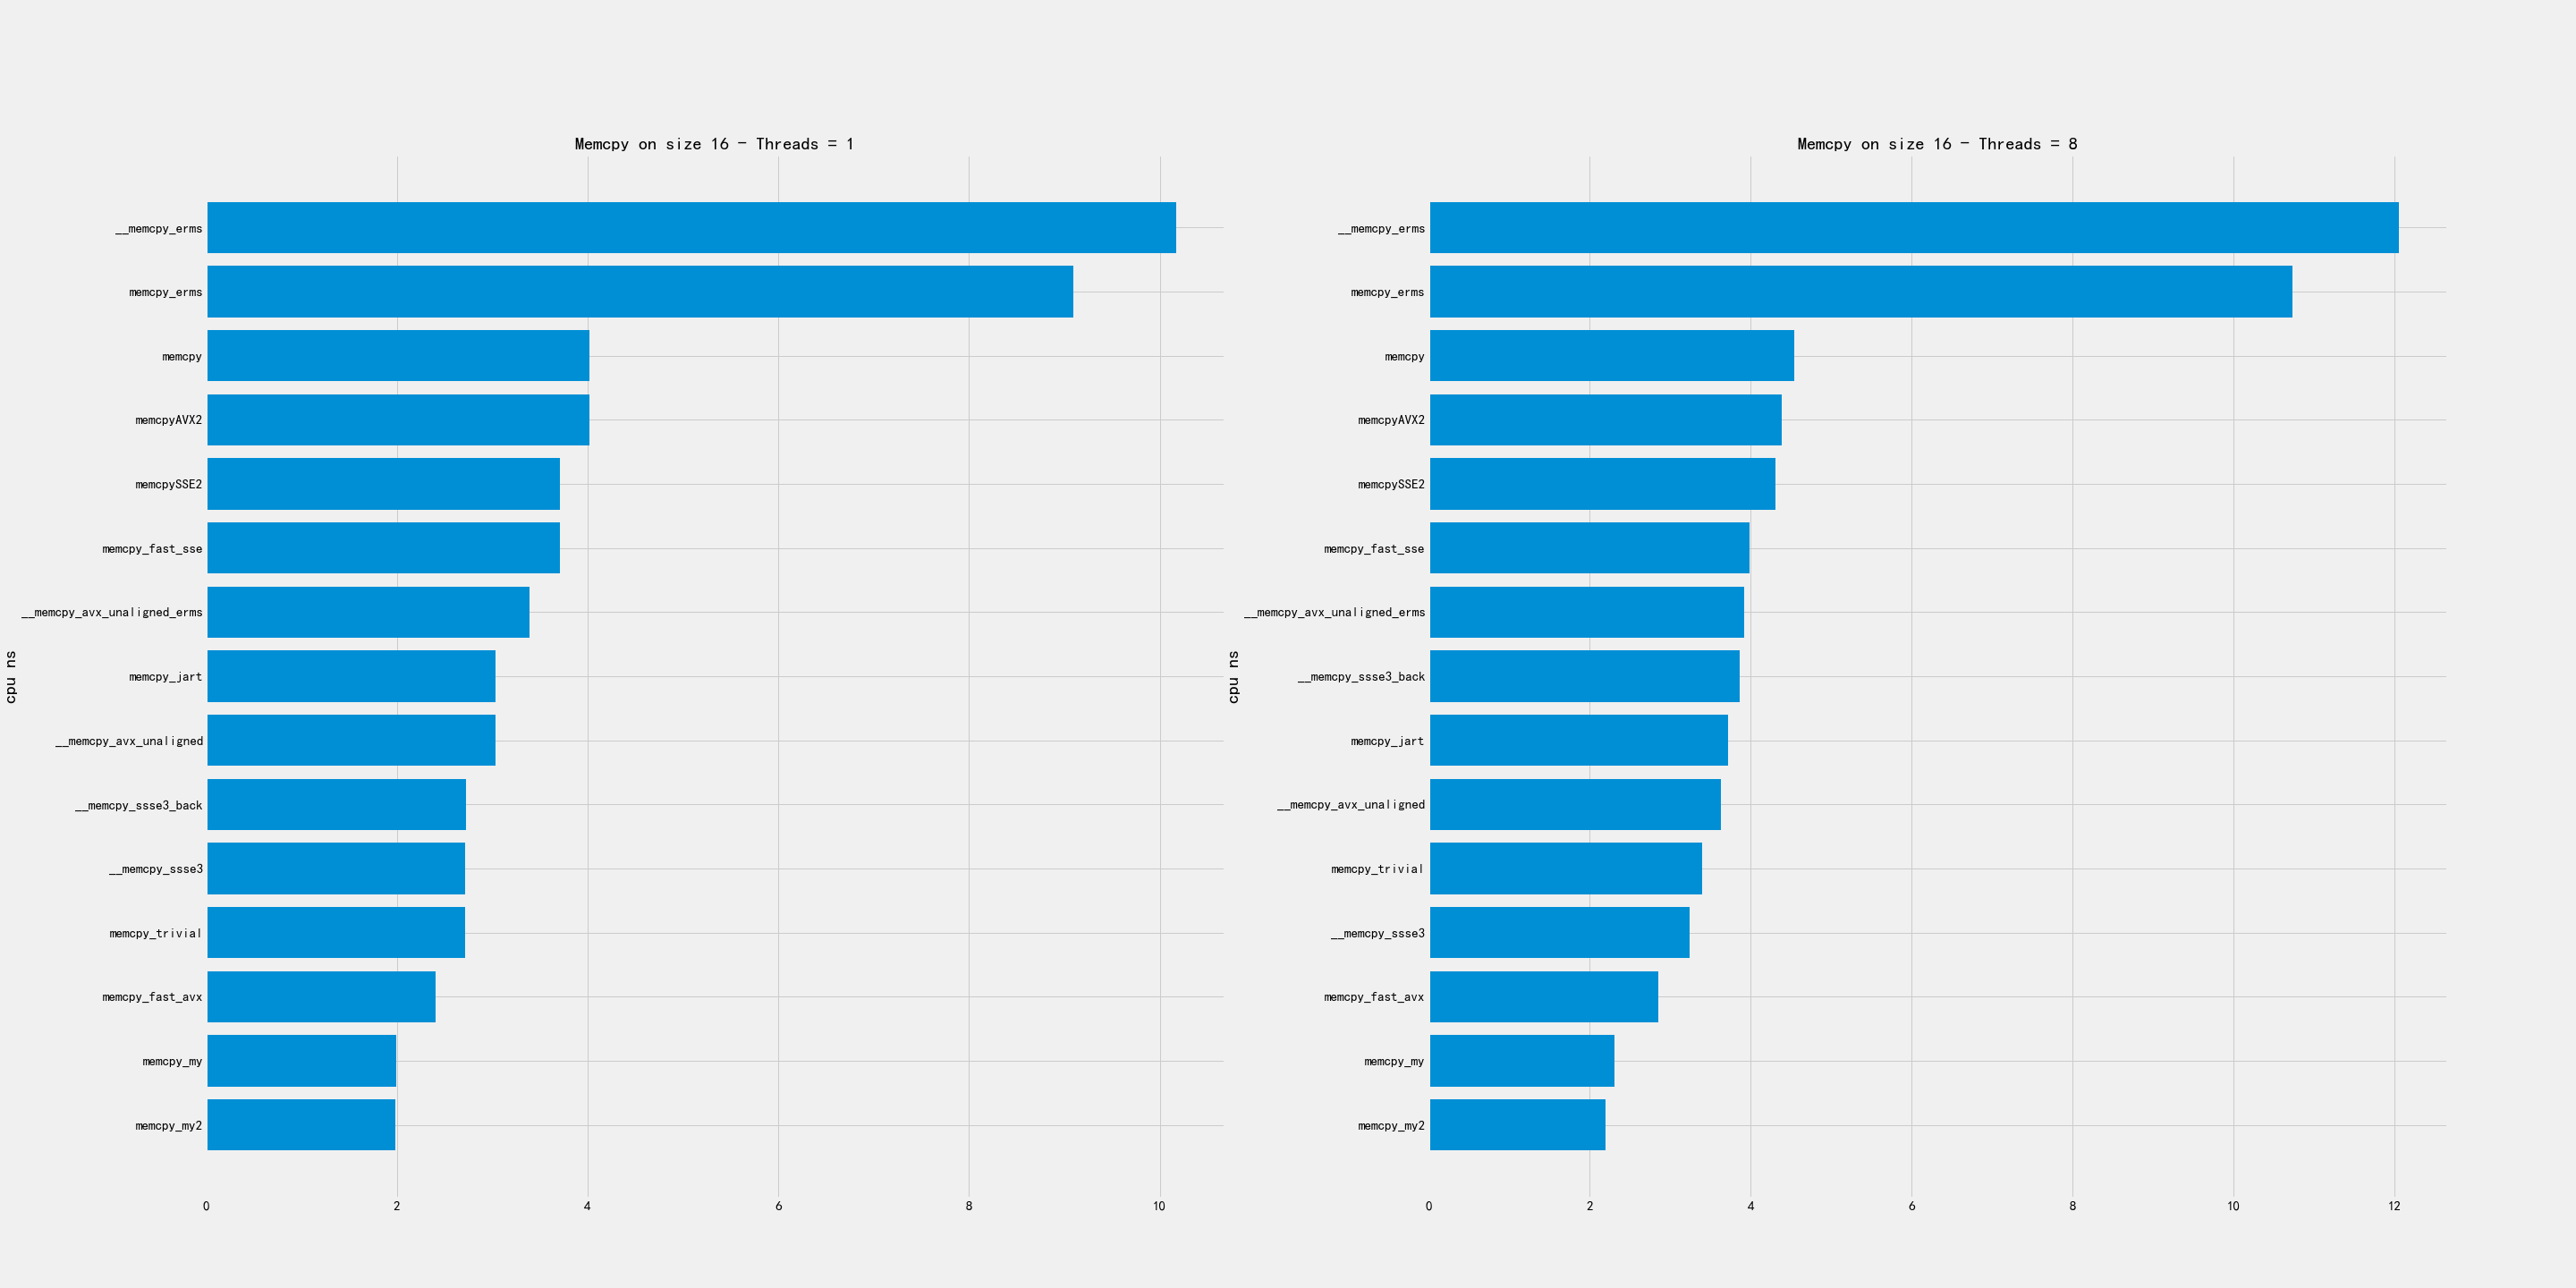 Memcpy on size 16 - Threads = 1
__memcpy_erms
memcpy_erms
memcpy
memcpyAVX2
memcpySSE2
memcpy_fast_sse
__memcpy_avx_unaligned_erms
memcpy_jart
__memcpy_avx_unaligned
__memcpy_ssse3_back
__memcpy_ssse3
memcpy_trivial
memcpy_fast_avx
memcpy_my
memcpy_my2
cpu ns
0 2 4 6 8 10
Memcpy on size 16 - Threads = 8
__memcpy_erms
memcpy_erms
memcpy
memcpyAVX2
memcpySSE2
memcpy_fast_sse
__memcpy_avx_unaligned_erms
__memcpy_ssse3_back
memcpy_jart
__memcpy_avx_unaligned
memcpy_trivial
__memcpy_ssse3
memcpy_fast_avx
memcpy_my
memcpy_my2
cpu ns
0 2 4 6 8 10 12